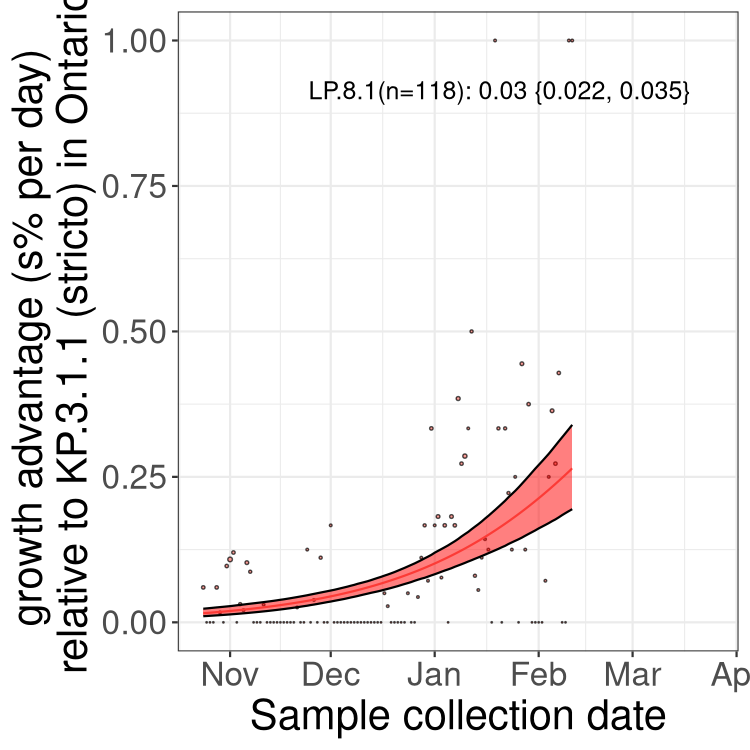 growth advantage (s% per day)
relative to KP.3.1.1 (stricto) in Ontario
1.00
0.75
0.50
0.25
0.00
LP.8.1(n=118): 0.03 {0.022, 0.035}
Nov Dec Jan Feb Mar Ap
Sample collection date